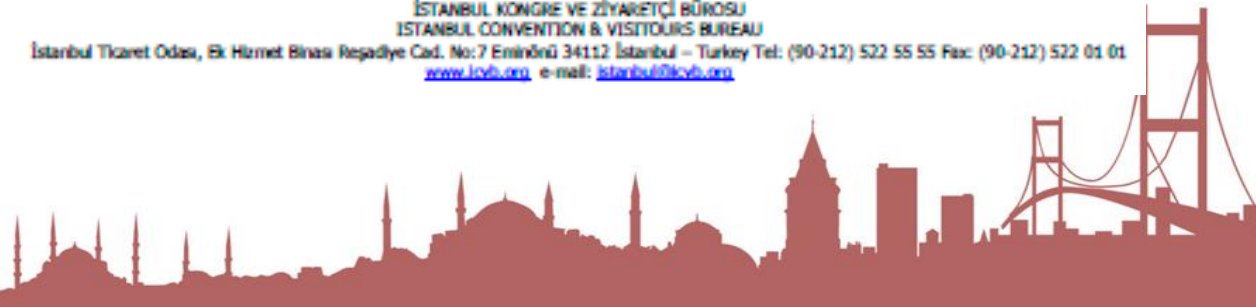 İSTANBUL KONGRE VE ZİYARETÇİ BÜROSU
ISTANBUL CONVENTION & VISITOURS BUREAU
İstanbul Ticaret Odası, Ek Hizmet Binası Reşadiye Cad. No:7 Eminönü 34112 İstanbul – Turkey Tel: (90-212) 522 55 55 Fax: (90-212) 522 01 01
www.icvb.org e-mail: istanbul@icvb.org